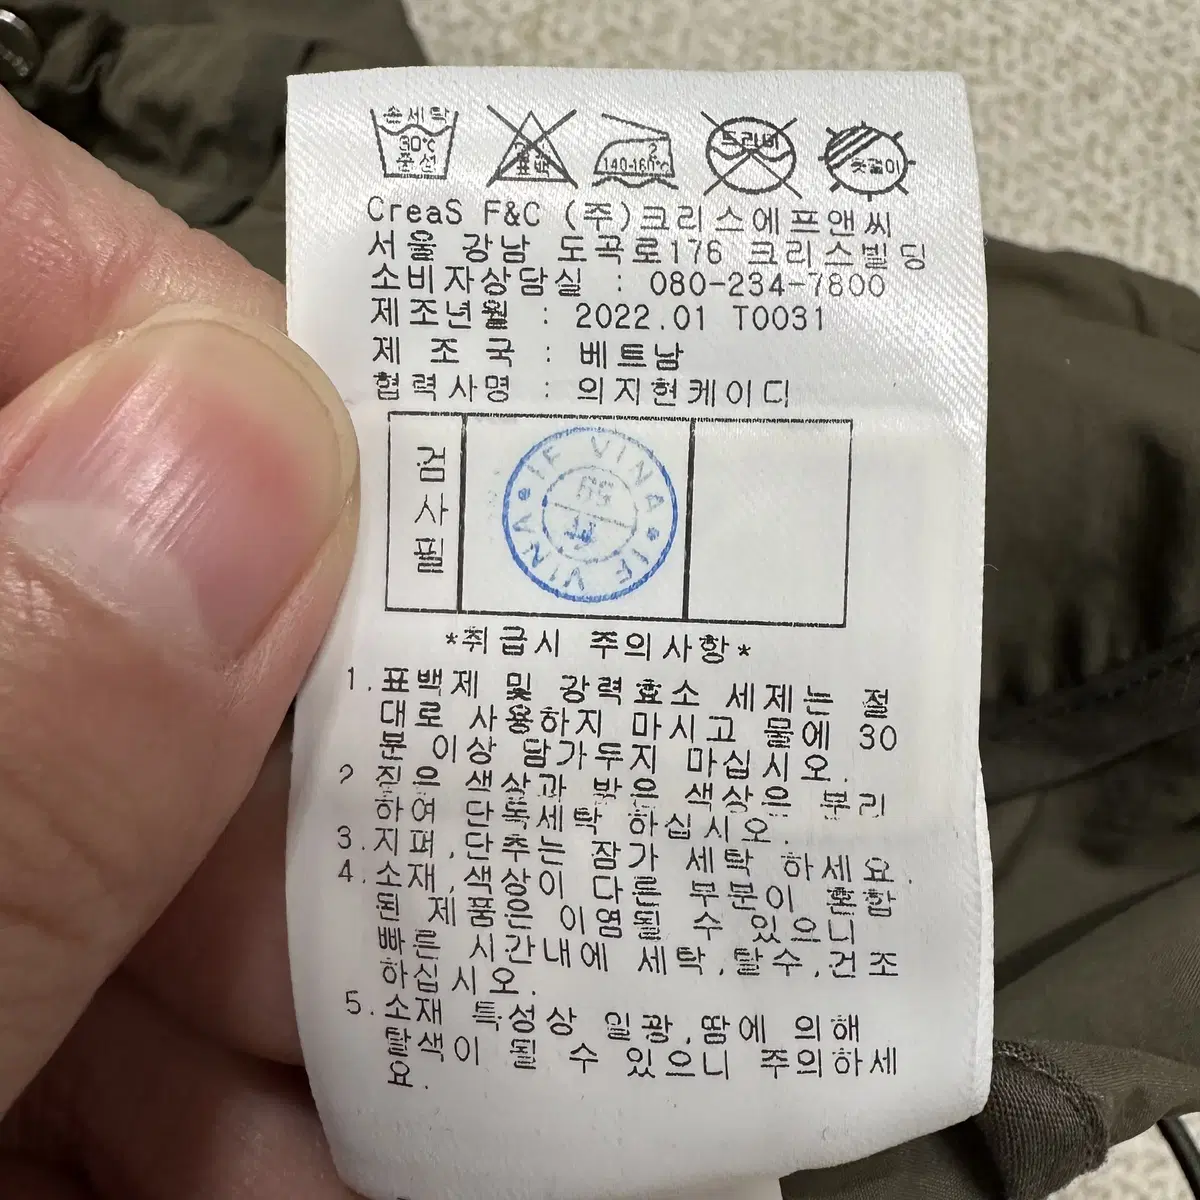 손세탁
30℃
중성
표백
140-160℃
드라이
옷걸이
CreaS F&C (주)크리스에프앤씨
서울 강남 도곡로176 크리스빌딩
소비자상담실 : 080-234-7800
제조년월 : 2022.01 T0031
제 조 국 : 베트남
협력사명 : 의지현케이디
검사필
IF VINA
IF VINA
*취급시 주의사항*
1.표백제 및 강력효소 세제는 절
대로 사용하지 마시고 물에 30
분 이상 담가두지 마십시오.
2 짙은 색상과 밝은 색상은 분리
하여 단독세탁 하십시오.
3.지퍼,단추는 잠가 세탁 하세요.
4.소재,색상이 다른 부분이 혼합
된 제품은 이염될 수 있으니
빠른 시간내에 세탁,탈수,건조
하십시오.
5.소재 특성상 일광,땀에 의해
탈색이 될 수 있으니 주의하세
요.